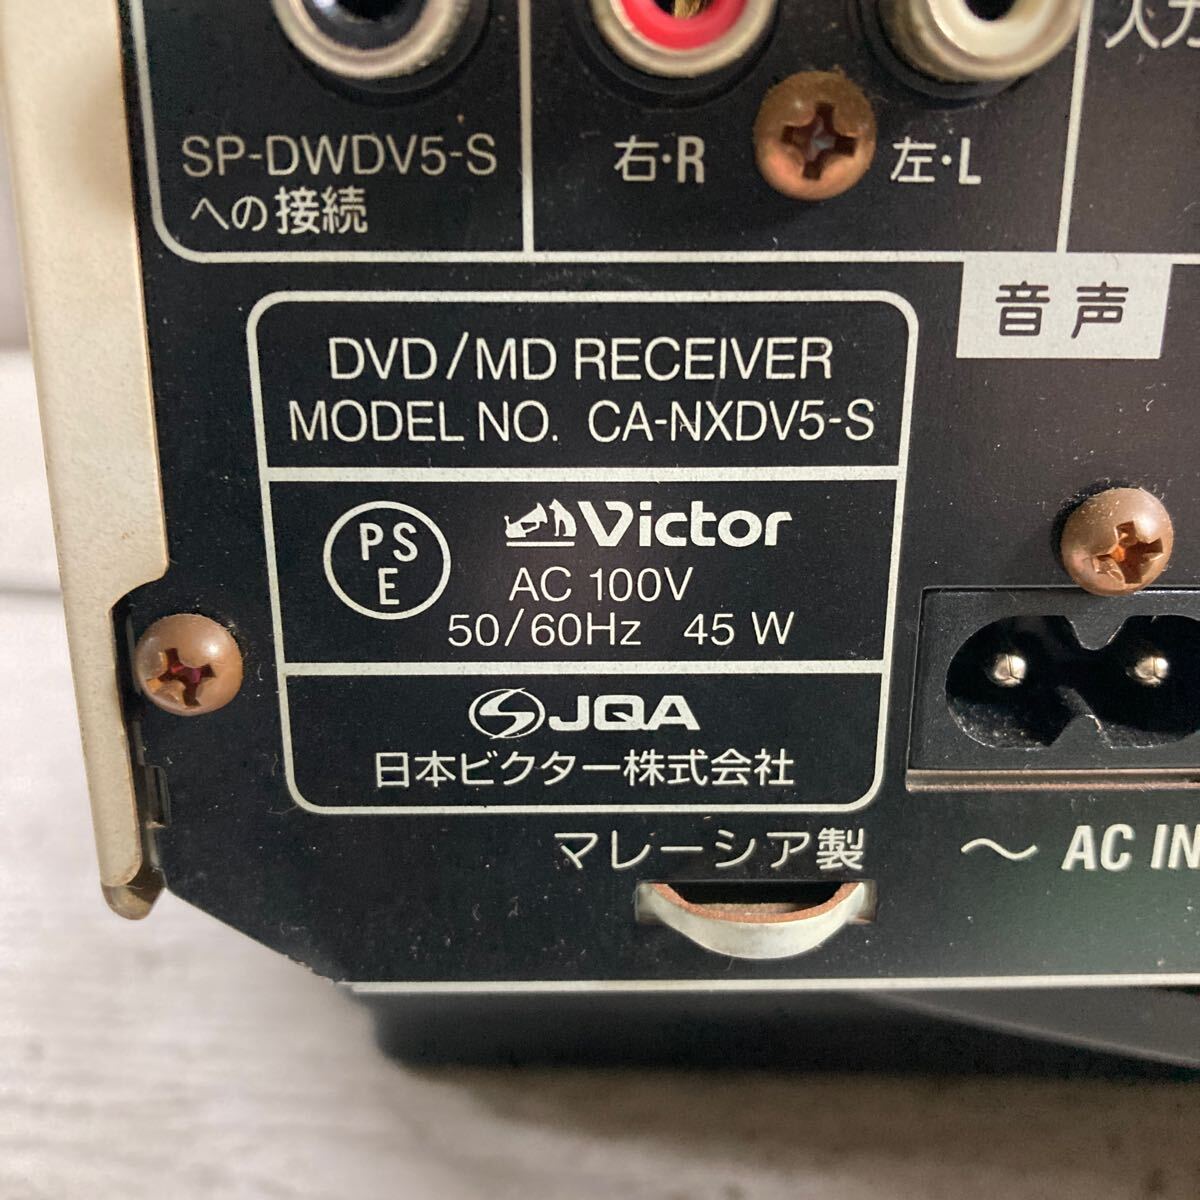 SP-DWDV5-S
への接続
右・R
左・L
音声
DVD/MD RECEIVER
MODEL NO. CA-NXDV5-S
PS
E
Victor
AC 100V
50/60Hz 45 W
JQA
日本ビクター株式会社
マレーシア製
～ AC IN